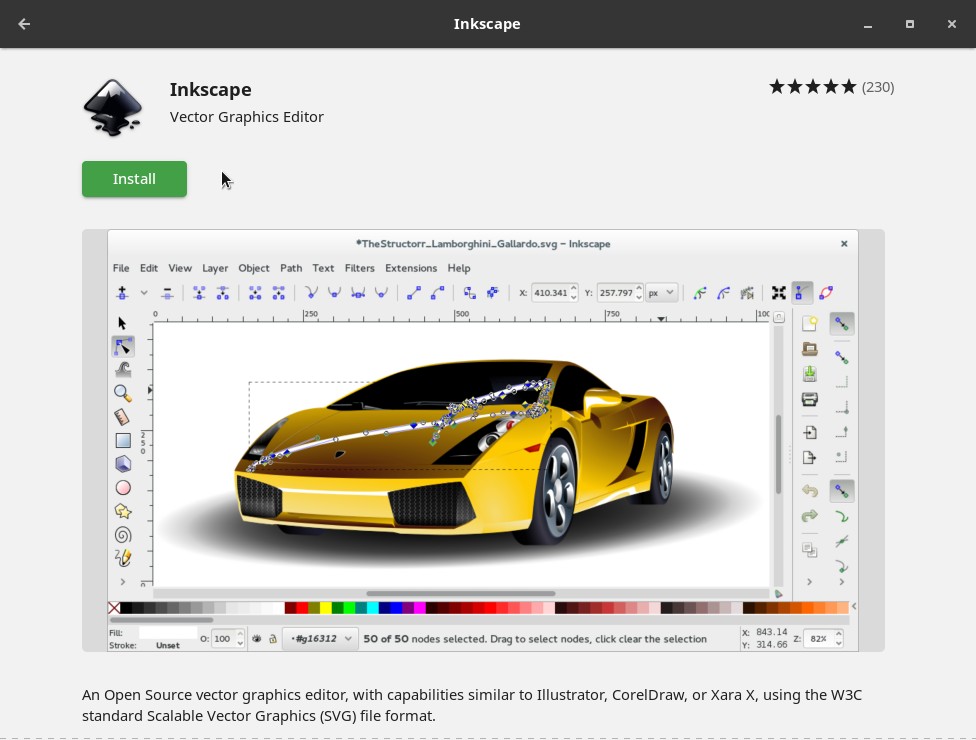 Inkscape
Inkscape
Vector Graphics Editor
(230)
Install
*TheStructorr_Lamborghini_Gallardo.svg – Inkscape
File Edit View Layer Object Path Text Filters Extensions Help
X: 410.341 Y: 257.797 px
0 250 500 750 100
250
0
Fill:
Stroke: Unset
O: 100
•#g16312
50 of 50 nodes selected. Drag to select nodes, click clear the selection
X: 843.14
Y: 314.66
Z: 82%
An Open Source vector graphics editor, with capabilities similar to Illustrator, CorelDraw, or Xara X, using the W3C
standard Scalable Vector Graphics (SVG) file format.